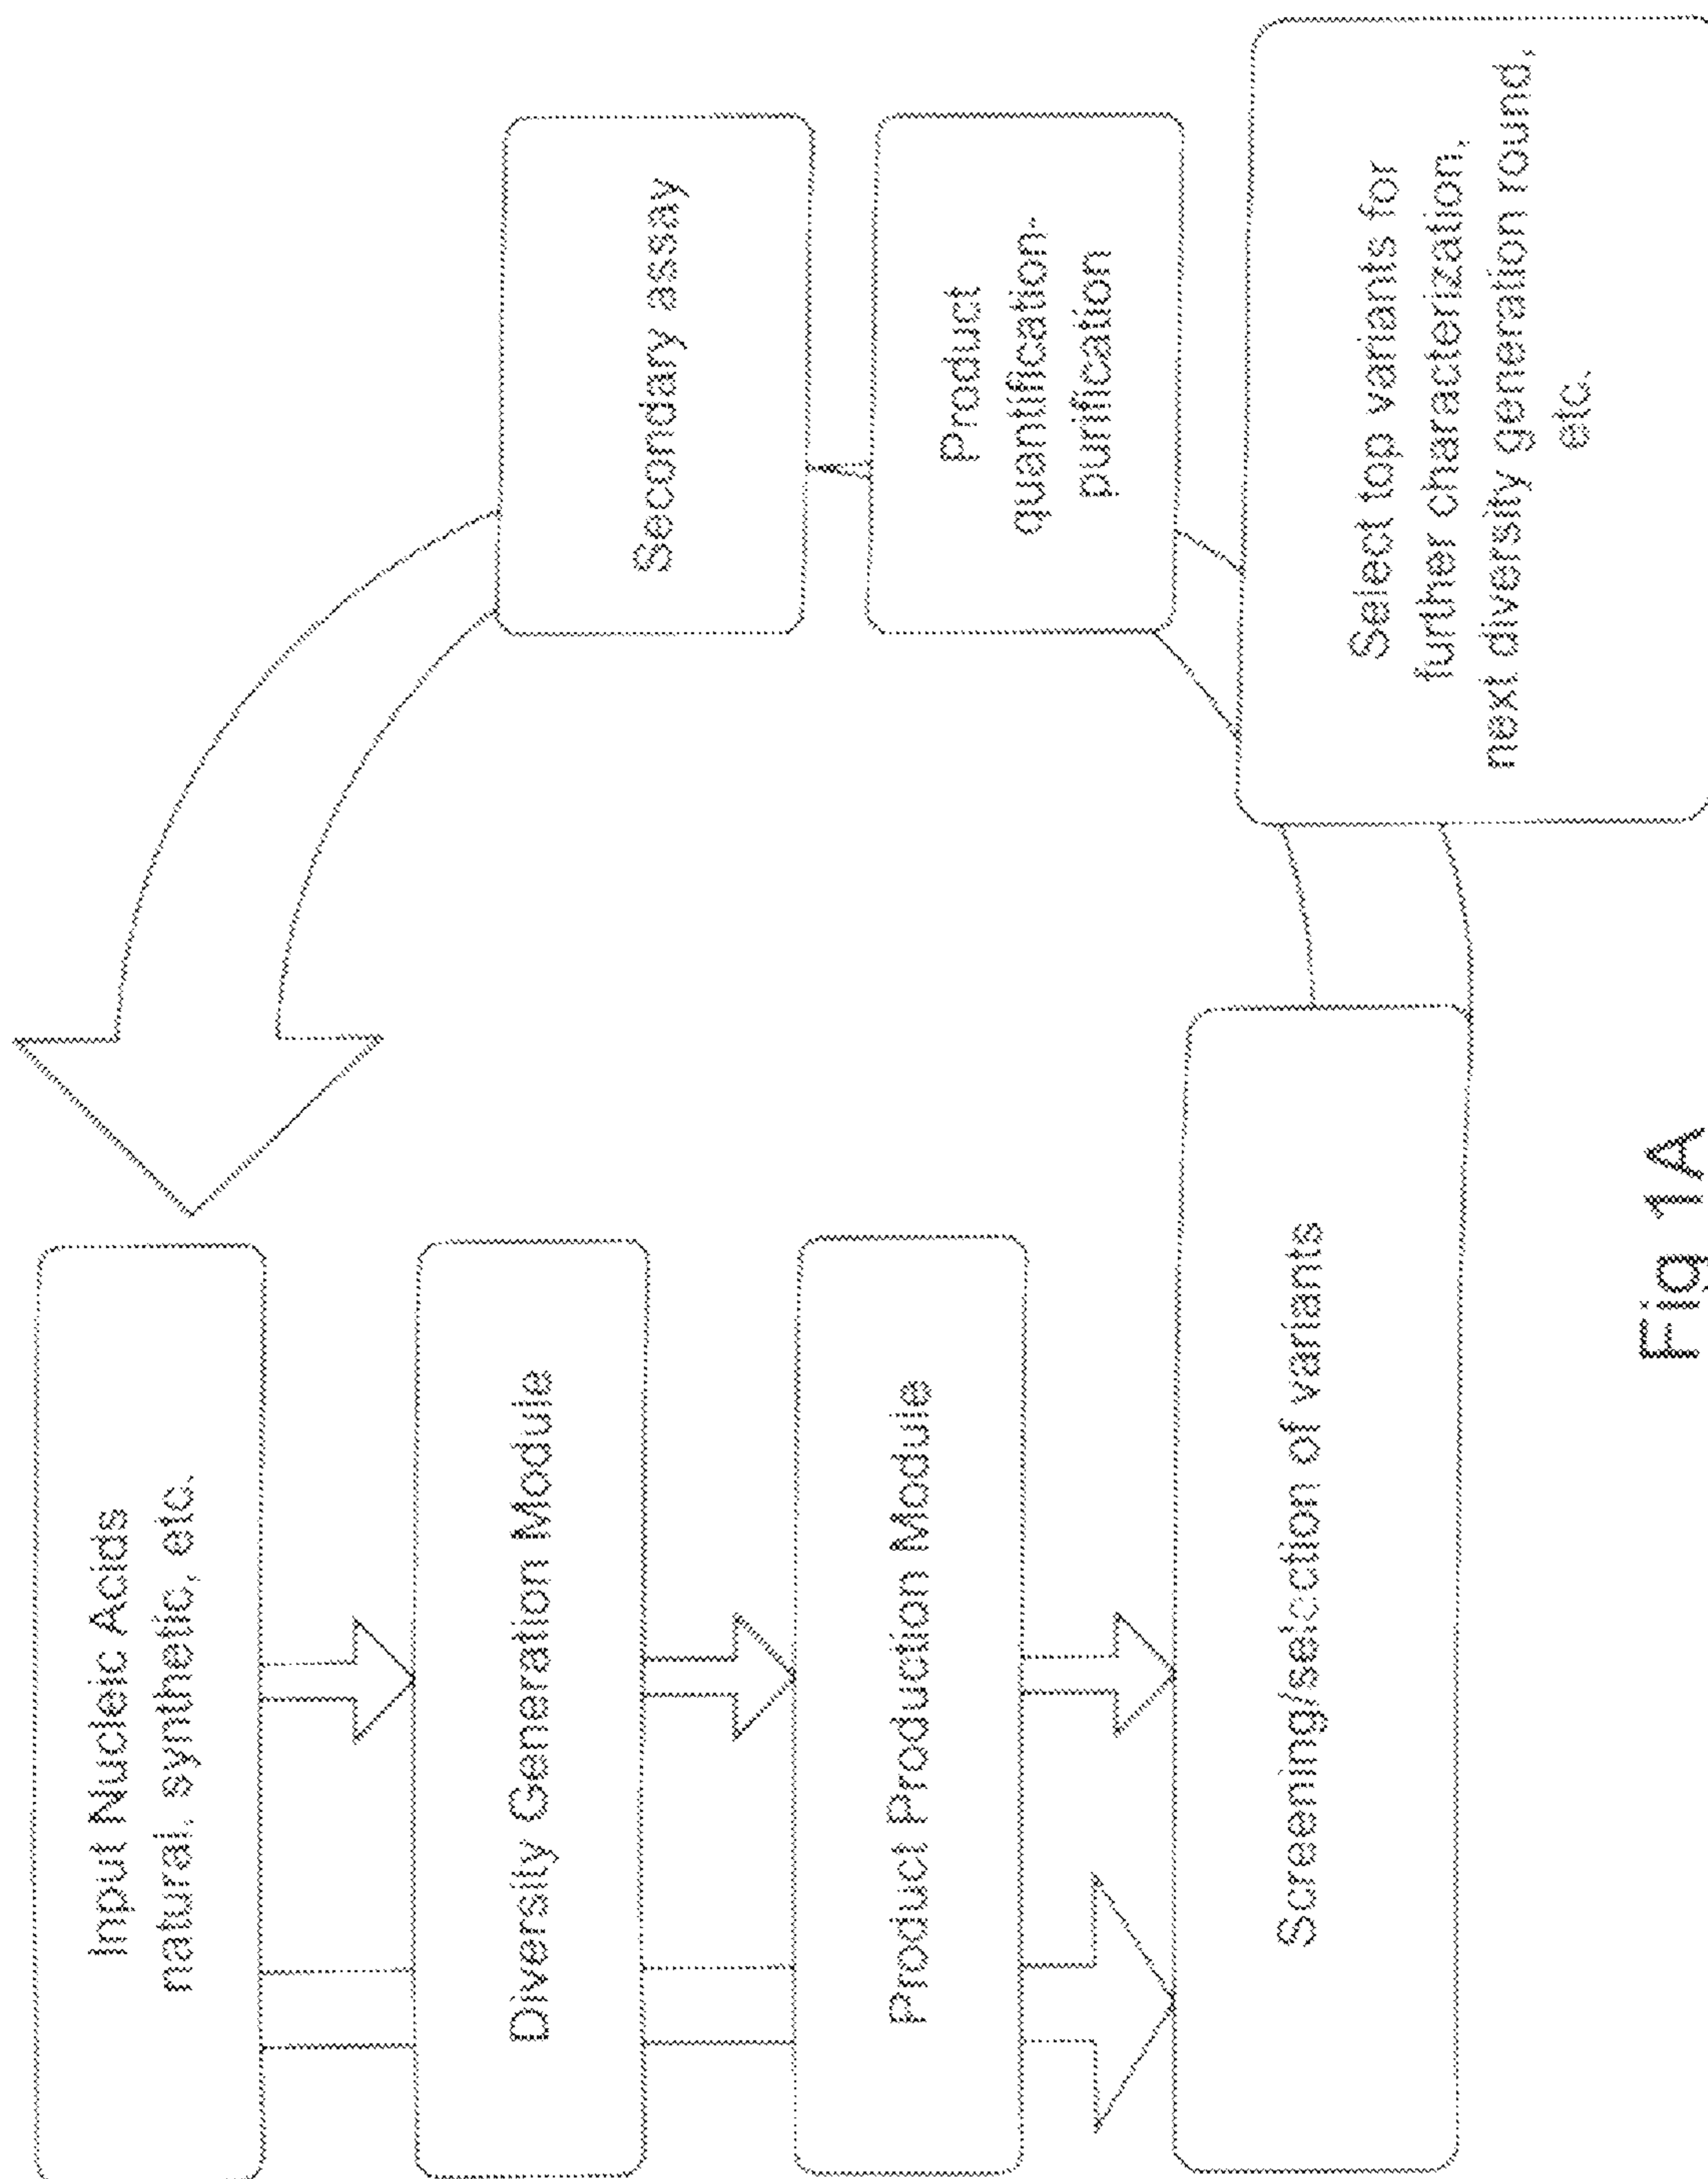 Input Nucleic Acids
natural, synthetic, etc.
Diversity Generation Module
Product Production Module
Screening/selection of variants
Secondary assay
Product
quantification-
purification
Select top variants for
further characterization,
next diversity generation round,
etc.
Fig 1A